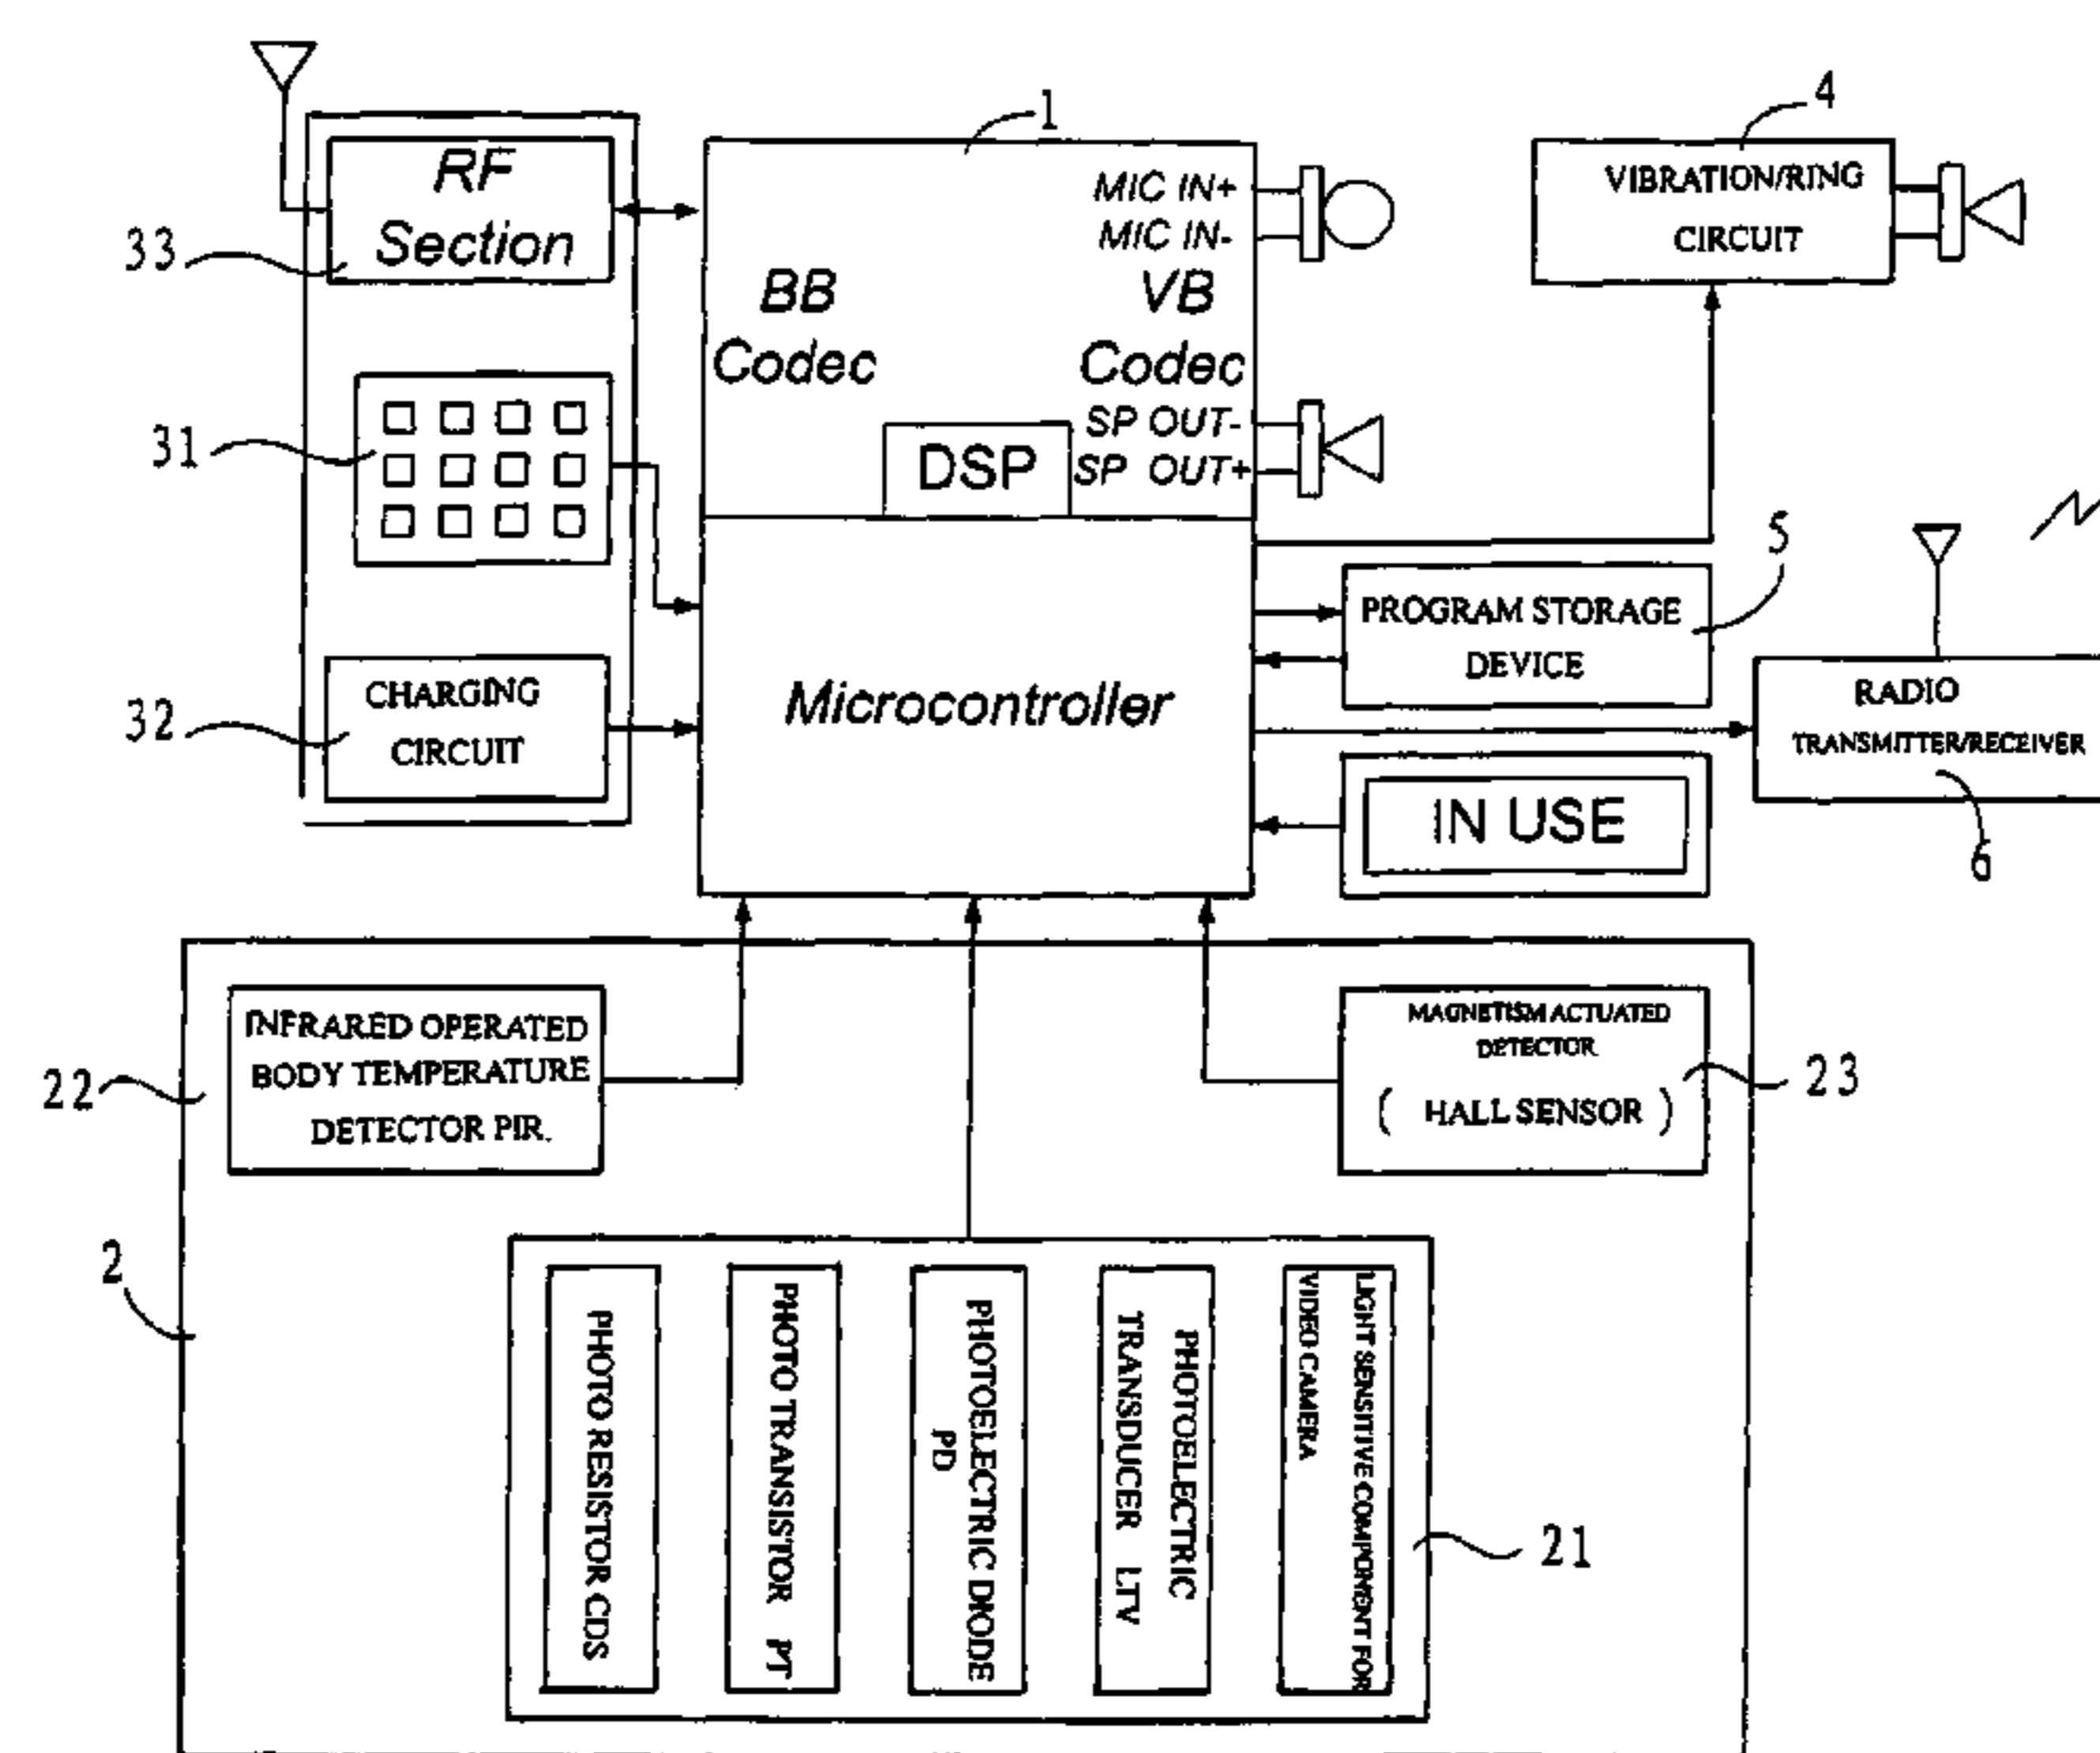 1
4
RF
Section
33
MIC IN+
MIC IN-
VIBRATION/RING
CIRCUIT
BB
Codec
VB
Codec
SP OUT-
SP OUT+
DSP
31
5
PROGRAM STORAGE
DEVICE
Microcontroller
CHARGING
CIRCUIT
32
RADIO
TRANSMITTER/RECEIVER
6
IN USE
INFRARED OPERATED
BODY TEMPERATURE
DETECTOR PIR.
22
MAGNETISM ACTUATED
DETECTOR
( HALL SENSOR )
23
2
PHOTO RESISTOR CDS
PHOTO TRANSISTOR PT
PHOTOELECTRIC DIODE
PD
PHOTOELECTRIC
TRANSDUCER LTV
LIGHT SENSITIVE COMPONENT FOR
VIDEO CAMERA
21